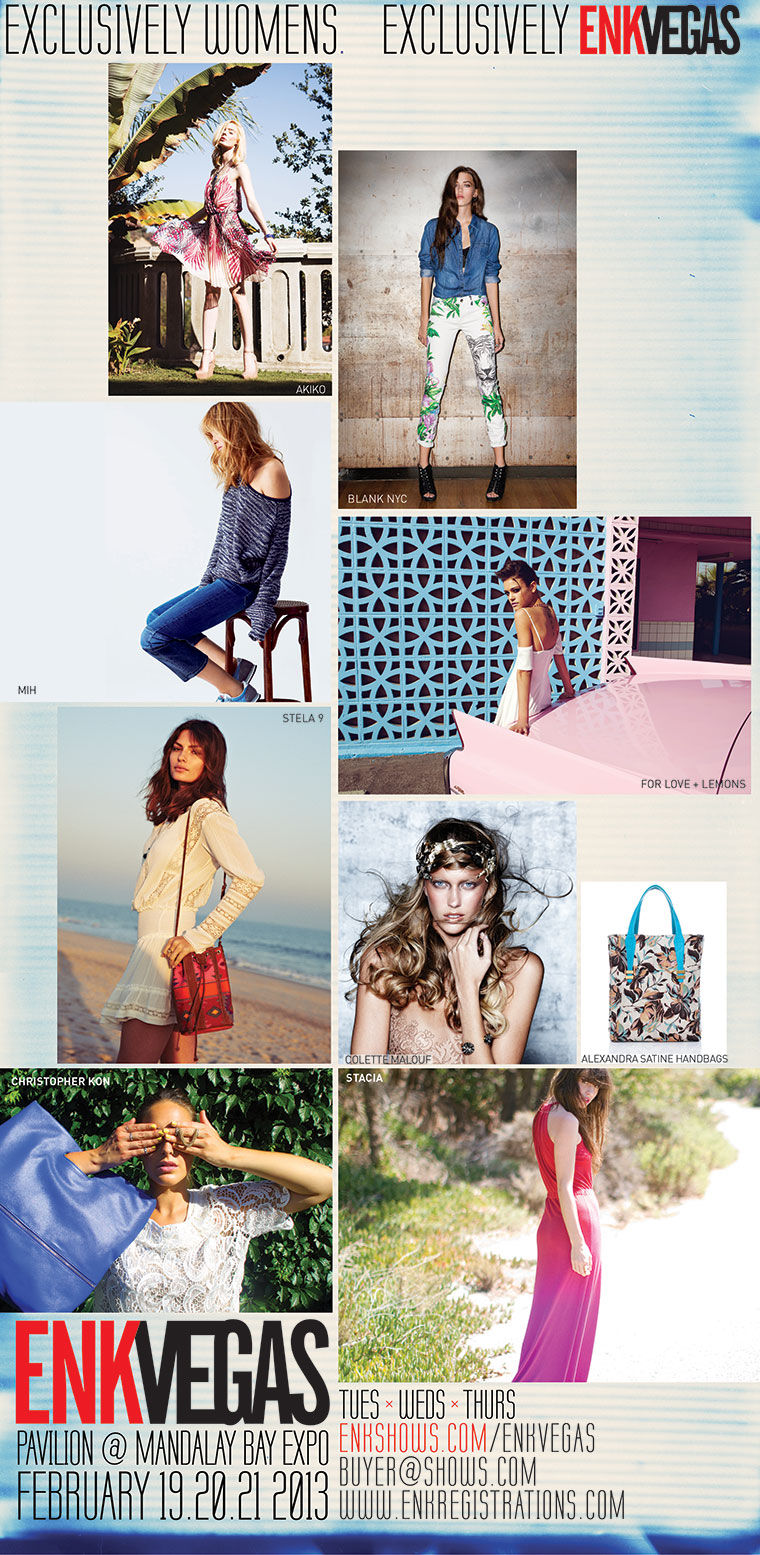 EXCLUSIVELY WOMENS. EXCLUSIVELY ENKVEGAS
AKIKO
BLANK NYC
MIH
FOR LOVE + LEMONS
STELA 9
COLETTE MALOUF
ALEXANDRA SATINE HANDBAGS
CHRISTOPHER KON
STACIA
ENKVEGAS
PAVILION @ MANDALAY BAY EXPO
FEBRUARY 19.20.21 2013
TUES × WEDS × THURS
ENKSHOWS.COM/ENKVEGAS
BUYER@SHOWS.COM
WWW.ENKREGISTRATIONS.COM